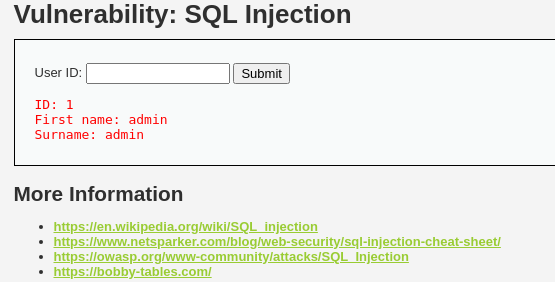 Vulnerability: SQL Injection
User ID: Submit
ID: 1
First name: admin
Surname: admin
More Information
https://en.wikipedia.org/wiki/SQL_injection
https://www.netsparker.com/blog/web-security/sql-injection-cheat-sheet/
https://owasp.org/www-community/attacks/SQL_Injection
https://bobby-tables.com/